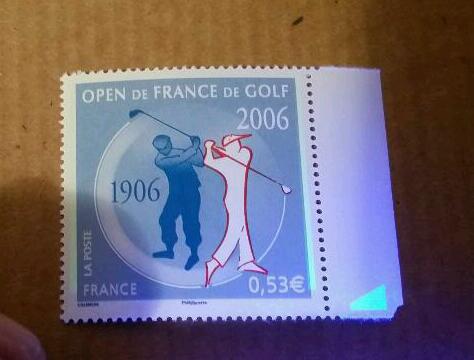 OPEN DE FRANCE DE GOLF
2006
1906
LA POSTE
FRANCE
0,53€